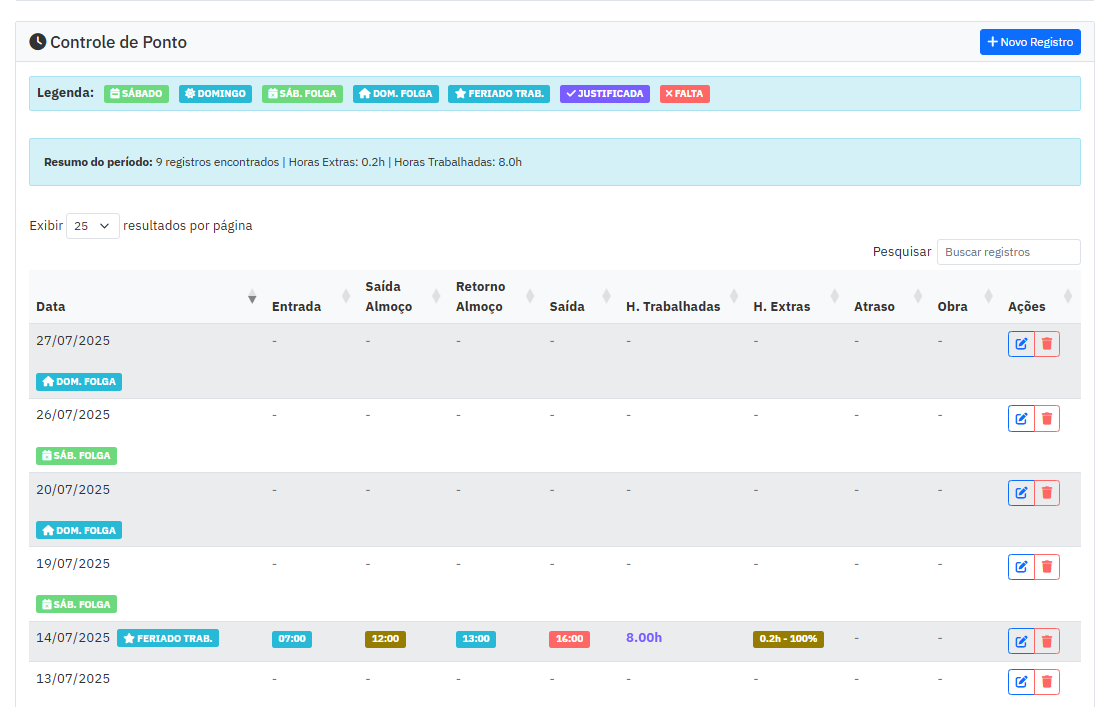 Controle de Ponto
Novo Registro
Legenda: SÁBADO DOMINGO SÁB. FOLGA DOM. FOLGA FERIADO TRAB. JUSTIFICADA FALTA
Resumo do período: 9 registros encontrados | Horas Extras: 0.2h | Horas Trabalhadas: 8.0h
Exibir 25 resultados por página
Pesquisar Buscar registros
Data Entrada Saída Almoço Retorno Almoço Saída H. Trabalhadas H. Extras Atraso Obra Ações
27/07/2025 - - - - - - - -
DOM. FOLGA
26/07/2025 - - - - - - - -
SÁB. FOLGA
20/07/2025 - - - - - - - -
DOM. FOLGA
19/07/2025 - - - - - - - -
SÁB. FOLGA
14/07/2025 FERIADO TRAB. 07:00 12:00 13:00 16:00 8.00h 0.2h - 100% - -
13/07/2025 - - - - - - - -